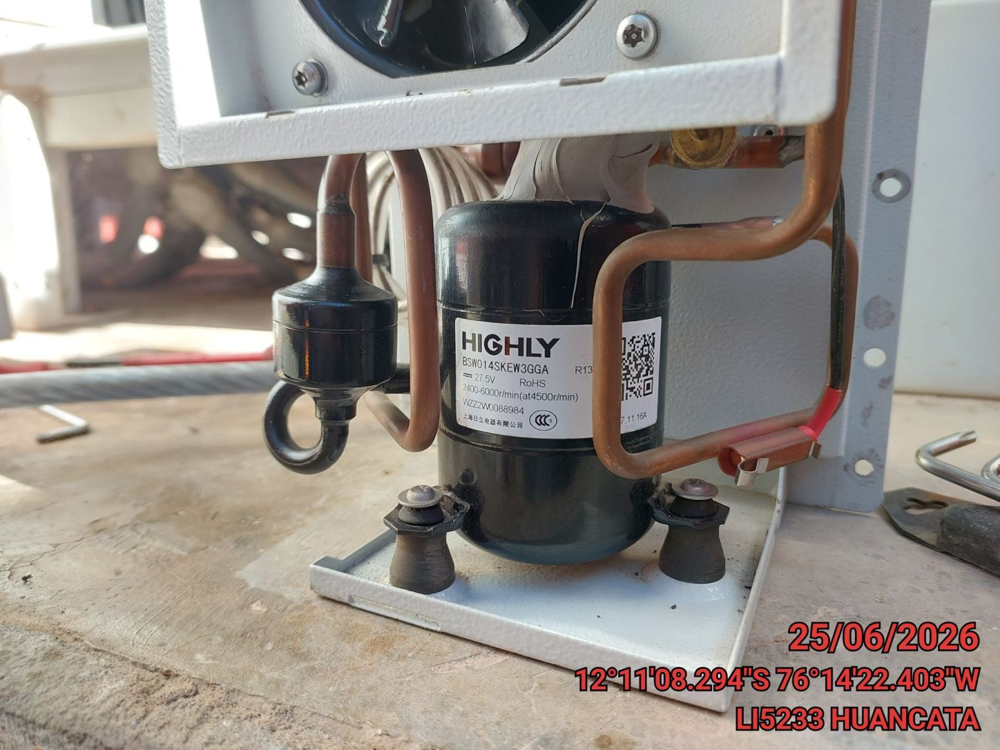 HIGHLY
BSW014SKEW3GGA R13
27.5V RoHS
2400-6000r/min(at4500r/min)
WZZ2W0088984
上海日立电器有限公司 CCC S 7.11.16A
25/06/2026
12°11'08.294"S 76°14'22.403"W
LI5233 HUANCATA